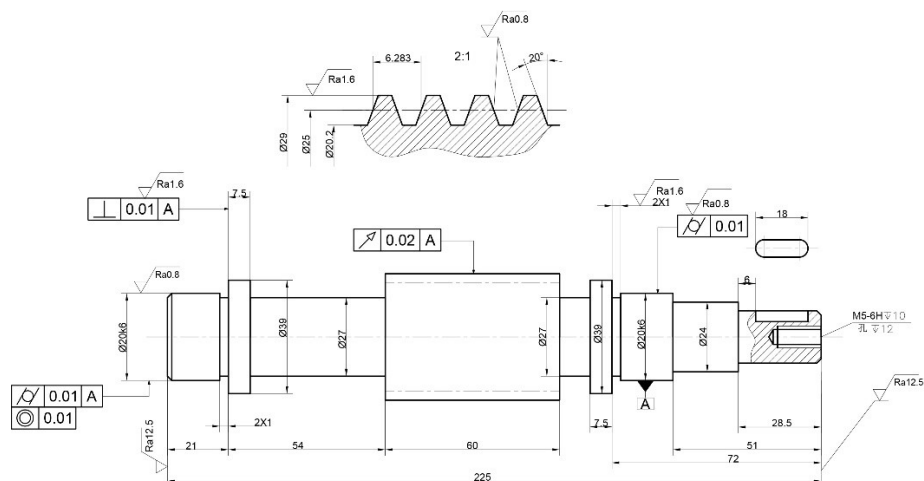 Ra0.8
6.283
2:1
20°
Ra1.6
Ø29
Ø25
Ø20.2
Ra1.6
7.5
⊥ 0.01 A
Ra1.6
2X1
Ra0.8
⌭ 0.01
18
↗ 0.02 A
6
Ra0.8
Ø20k6
Ø39
Ø27
Ø27
Ø39
Ø20k6
Ø24
M5-6H↧10
孔 ↧12
⌭ 0.01 A
◎ 0.01
A
Ra12.5
Ra12.5
2X1
7.5
28.5
21
54
60
51
72
225